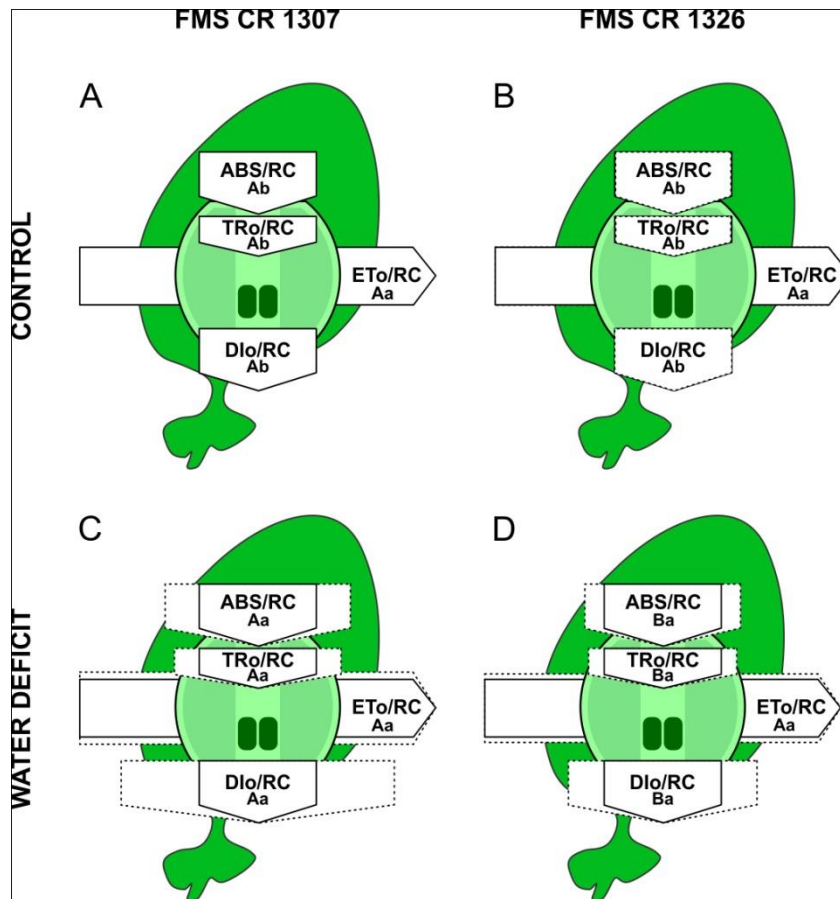 FMS CR 1307
FMS CR 1326
CONTROL
A
ABS/RC
Ab
TRo/RC
Ab
ETo/RC
Aa
DIo/RC
Ab
B
ABS/RC
Ab
TRo/RC
Ab
ETo/RC
Aa
DIo/RC
Ab
WATER DEFICIT
C
ABS/RC
Aa
TRo/RC
Aa
ETo/RC
Aa
DIo/RC
Aa
D
ABS/RC
Ba
TRo/RC
Ba
ETo/RC
Aa
DIo/RC
Ba